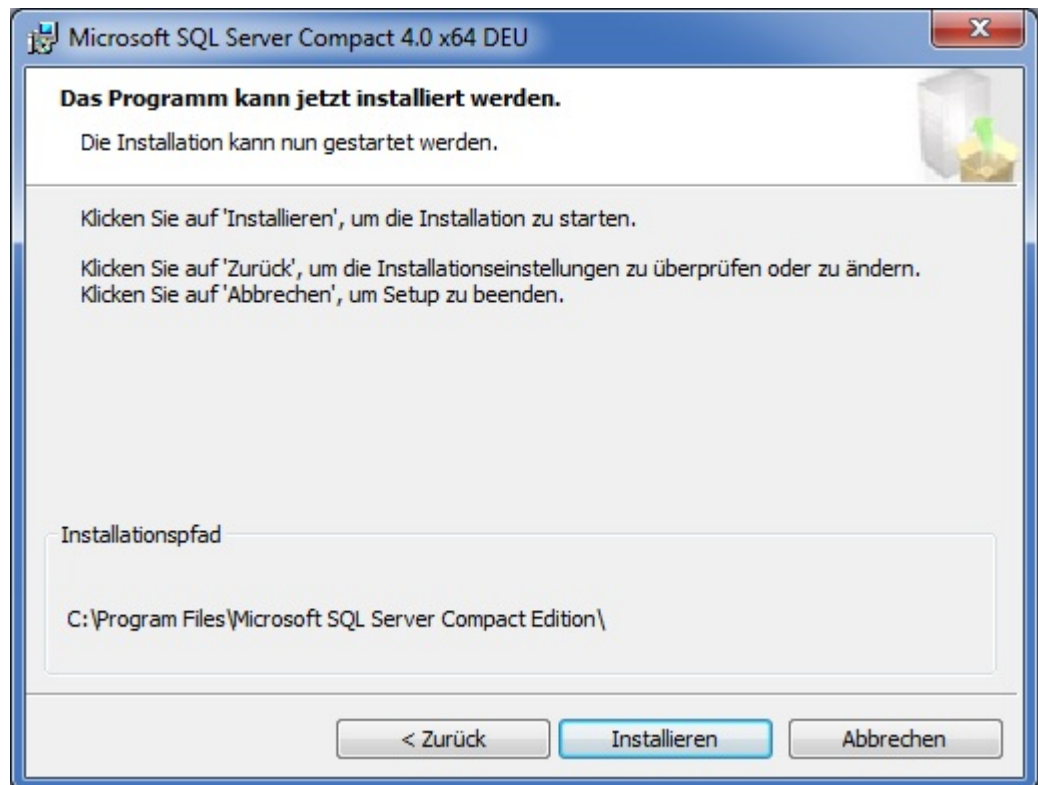 Microsoft SQL Server Compact 4.0 x64 DEU
Das Programm kann jetzt installiert werden.
Die Installation kann nun gestartet werden.
Klicken Sie auf 'Installieren', um die Installation zu starten.
Klicken Sie auf 'Zurück', um die Installationseinstellungen zu überprüfen oder zu ändern.
Klicken Sie auf 'Abbrechen', um Setup zu beenden.
Installationspfad
C:\Program Files\Microsoft SQL Server Compact Edition\
< Zurück
Installieren
Abbrechen